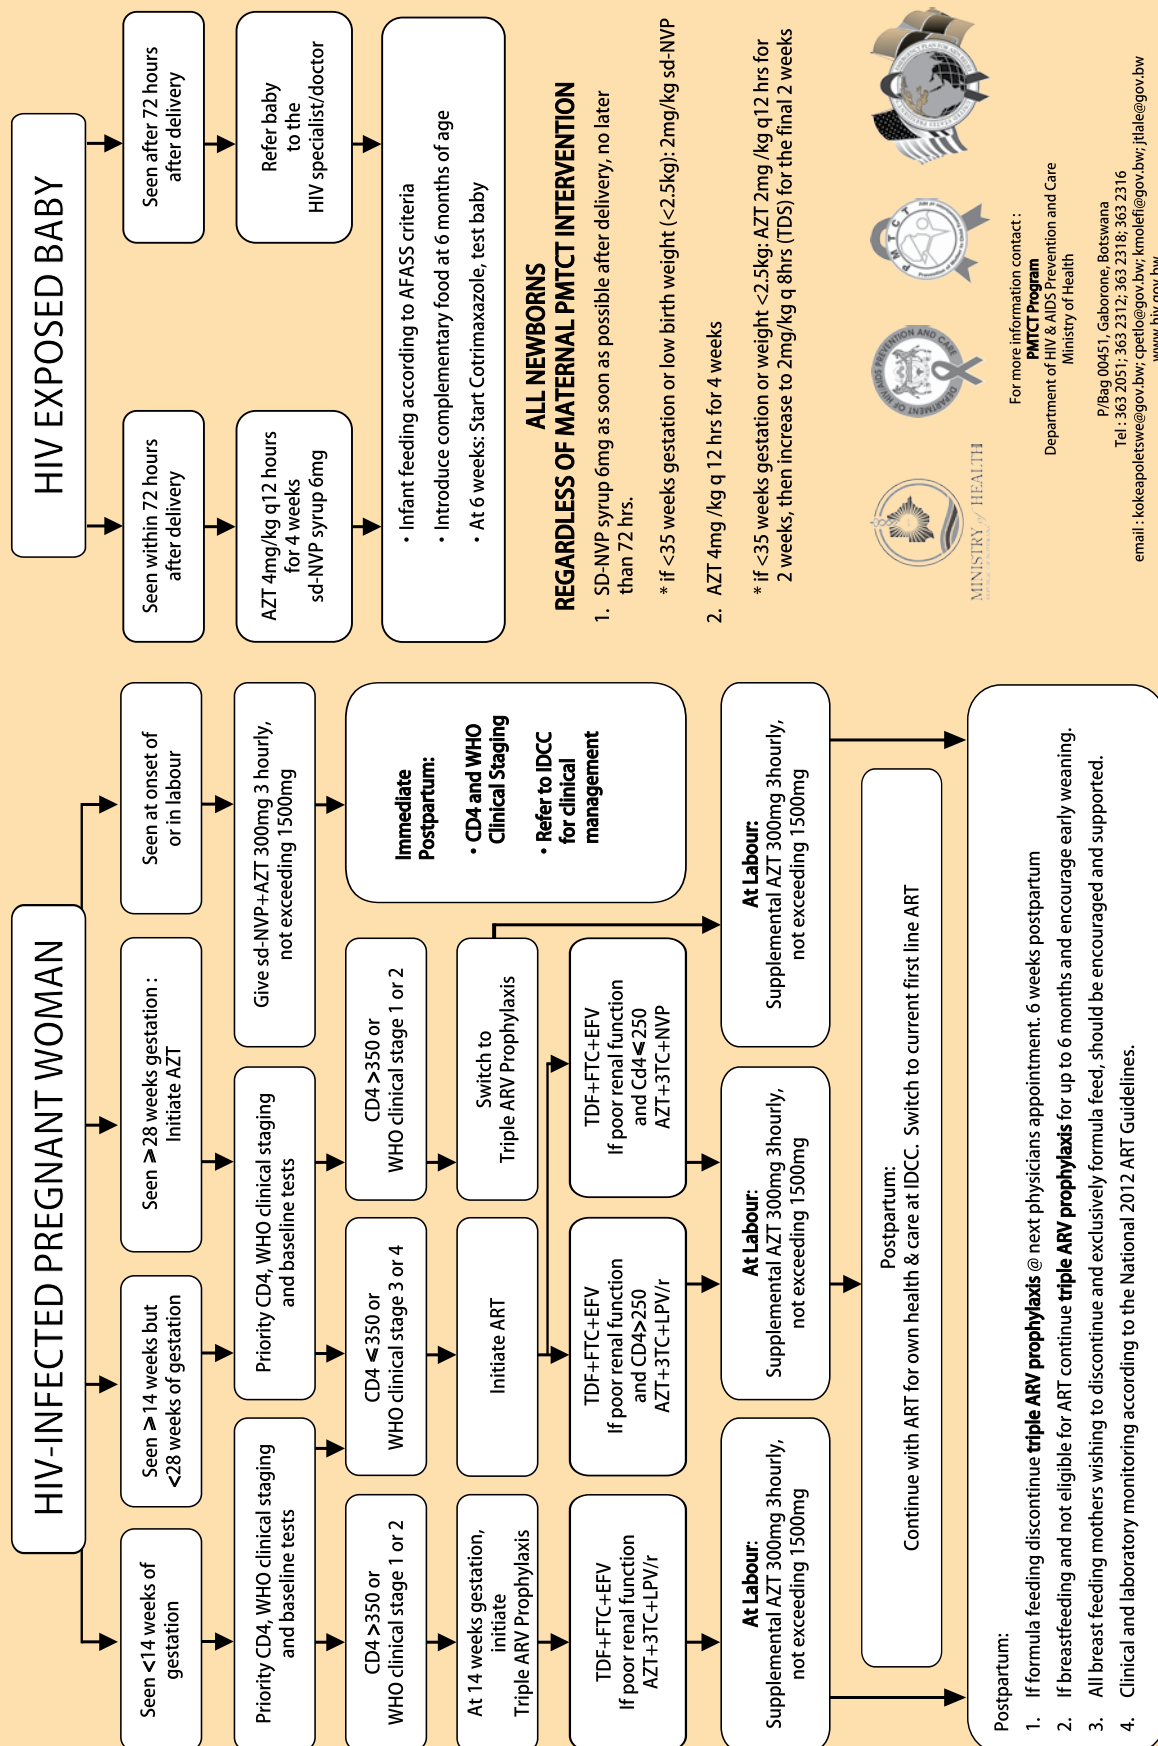 HIV-INFECTED PREGNANT WOMAN
Seen <14 weeks of
gestation
Seen ⩾14 weeks but
<28 weeks of gestation
Seen ⩾28 weeks gestation :
Initiate AZT
Seen at onset of
or in labour
Priority CD4, WHO clinical staging
and baseline tests
Priority CD4, WHO clinical staging
and baseline tests
Give sd-NVP+AZT 300mg 3 hourly,
not exceeding 1500mg
CD4 >350 or
WHO clinical stage 1 or 2
CD4 ⩽350 or
WHO clinical stage 3 or 4
CD4 >350 or
WHO clinical stage 1 or 2
Immediate
Postpartum:
• CD4 and WHO
Clinical Staging
• Refer to IDCC
for clinical
management
At 14 weeks gestation,
initiate
Triple ARV Prophylaxis
Initiate ART
Switch to
Triple ARV Prophylaxis
TDF+FTC+EFV
If poor renal function
AZT+3TC+LPV/r
TDF+FTC+EFV
If poor renal function
and CD4>250
AZT+3TC+LPV/r
TDF+FTC+EFV
If poor renal function
and Cd4⩽250
AZT+3TC+NVP
At Labour:
Supplemental AZT 300mg 3hourly,
not exceeding 1500mg
At Labour:
Supplemental AZT 300mg 3hourly,
not exceeding 1500mg
At Labour:
Supplemental AZT 300mg 3hourly,
not exceeding 1500mg
Postpartum:
Continue with ART for own health & care at IDCC. Switch to current first line ART
Postpartum:
1. If formula feeding discontinue triple ARV prophylaxis @ next physicians appointment. 6 weeks postpartum
2. If breastfeeding and not eligible for ART continue triple ARV prophylaxis for up to 6 months and encourage early weaning.
3. All breast feeding mothers wishing to discontinue and exclusively formula feed, should be encouraged and supported.
4. Clinical and laboratory monitoring according to the National 2012 ART Guidelines.
HIV EXPOSED BABY
Seen within 72 hours
after delivery
Seen after 72 hours
after delivery
AZT 4mg/kg q12 hours
for 4 weeks
sd-NVP syrup 6mg
Refer baby
to the
HIV specialist/doctor
• Infant feeding according to AFASS criteria
• Introduce complementary food at 6 months of age
• At 6 weeks: Start Cotrimaxazole, test baby
ALL NEWBORNS
REGARDLESS OF MATERNAL PMTCT INTERVENTION
1. SD-NVP syrup 6mg as soon as possible after delivery, no later
than 72 hrs.
* if <35 weeks gestation or low birth weight (<2.5kg): 2mg/kg sd-NVP
2. AZT 4mg /kg q 12 hrs for 4 weeks
* if <35 weeks gestation or weight <2.5kg: AZT 2mg /kg q12 hrs for
2 weeks, then increase to 2mg/kg q 8hrs (TDS) for the final 2 weeks
MINISTRY of HEALTH
DEPARTMENT OF HIV/AIDS PREVENTION AND CARE
PMTCT
For more information contact :
PMTCT Program
Department of HIV & AIDS Prevention and Care
Ministry of Health
P/Bag 00451, Gaborone, Botswana
Tel : 363 2051; 363 2312; 363 2318; 363 2316
email : kokeapoletswe@gov.bw; cpetlo@gov.bw; kmolefi@gov.bw; jtlale@gov.bw
www.hiv.gov.bw